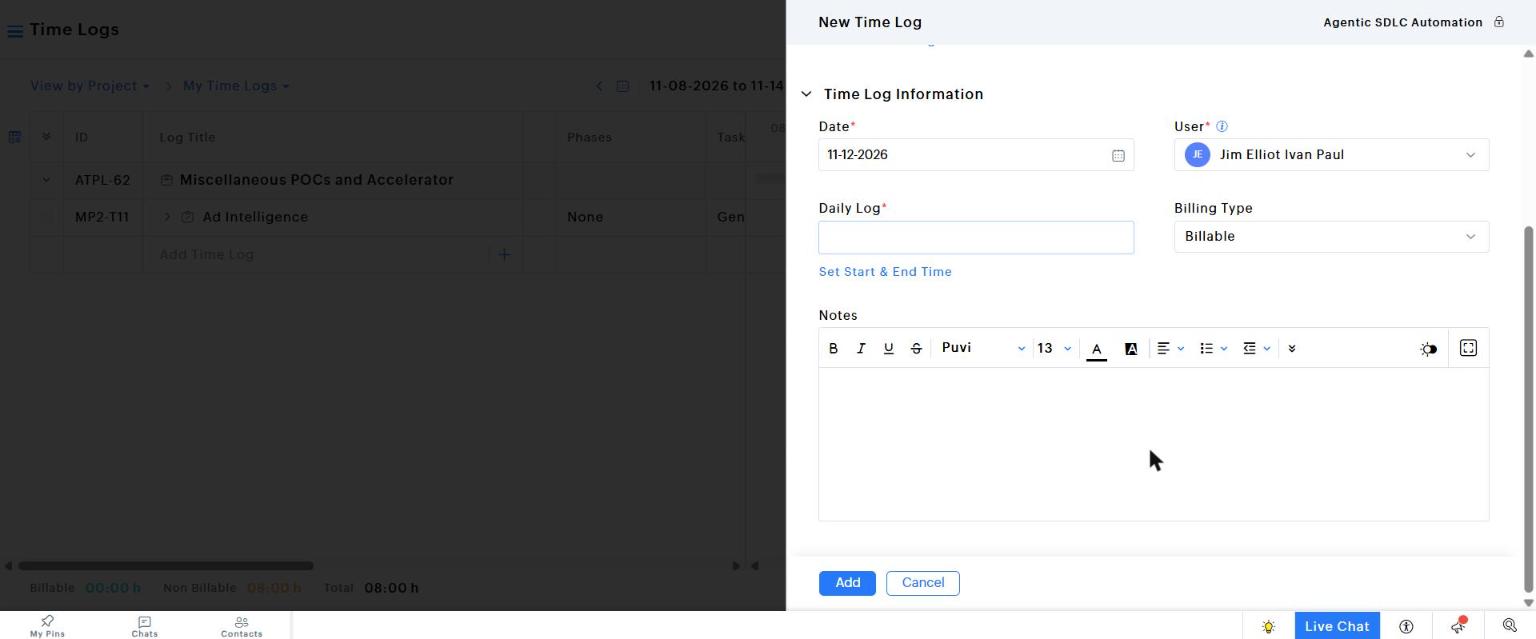 Time Logs
New Time Log
Agentic SDLC Automation
View by Project
My Time Logs
11-08-2026 to 11-14
ID
Log Title
Phases
Task
08
ATPL-62
Miscellaneous POCs and Accelerator
MP2-T11
Ad Intelligence
None
Gen
Add Time Log
Time Log Information
Date*
User*
11-12-2026
JE
Jim Elliot Ivan Paul
Daily Log*
Billing Type
Billable
Set Start & End Time
Notes
B I U S Puvi 13 A A
Add
Cancel
Billable 00:00 h Non Billable 08:00 h Total 08:00 h
My Pins
Chats
Contacts
Live Chat